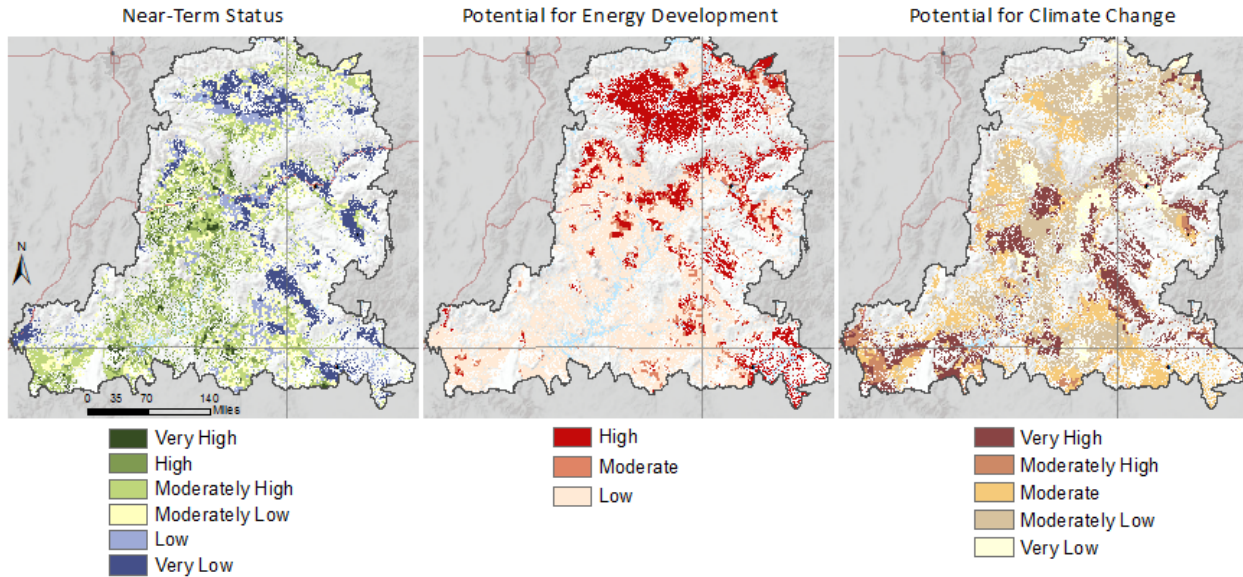 Near-Term Status
Potential for Energy Development
Potential for Climate Change
N
0 35 70 140
Miles
Very High
High
Moderately High
Moderately Low
Low
Very Low
High
Moderate
Low
Very High
Moderately High
Moderate
Moderately Low
Very Low